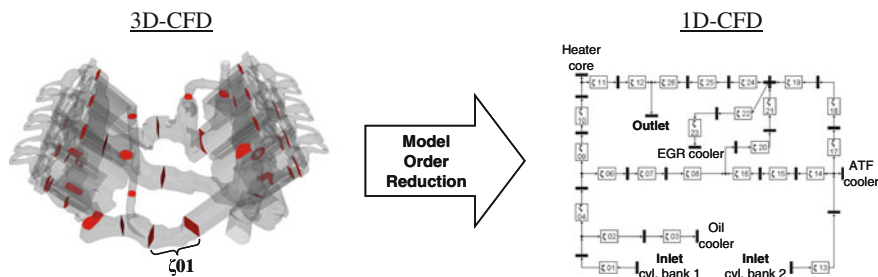 3D-CFD
1D-CFD
Heater
core
ζ11
ζ12
ζ26
ζ25
ζ24
ζ19
ζ10
Outlet
ζ22
ζ21
ζ18
ζ23
Model
Order
Reduction
EGR cooler
ζ20
ζ17
ζ09
ATF
cooler
ζ06
ζ07
ζ08
ζ16
ζ15
ζ14
ζ04
Oil
cooler
ζ02
ζ03
Inlet
cyl. bank 1
Inlet
cyl. bank 2
ζ01
ζ13
ζ01